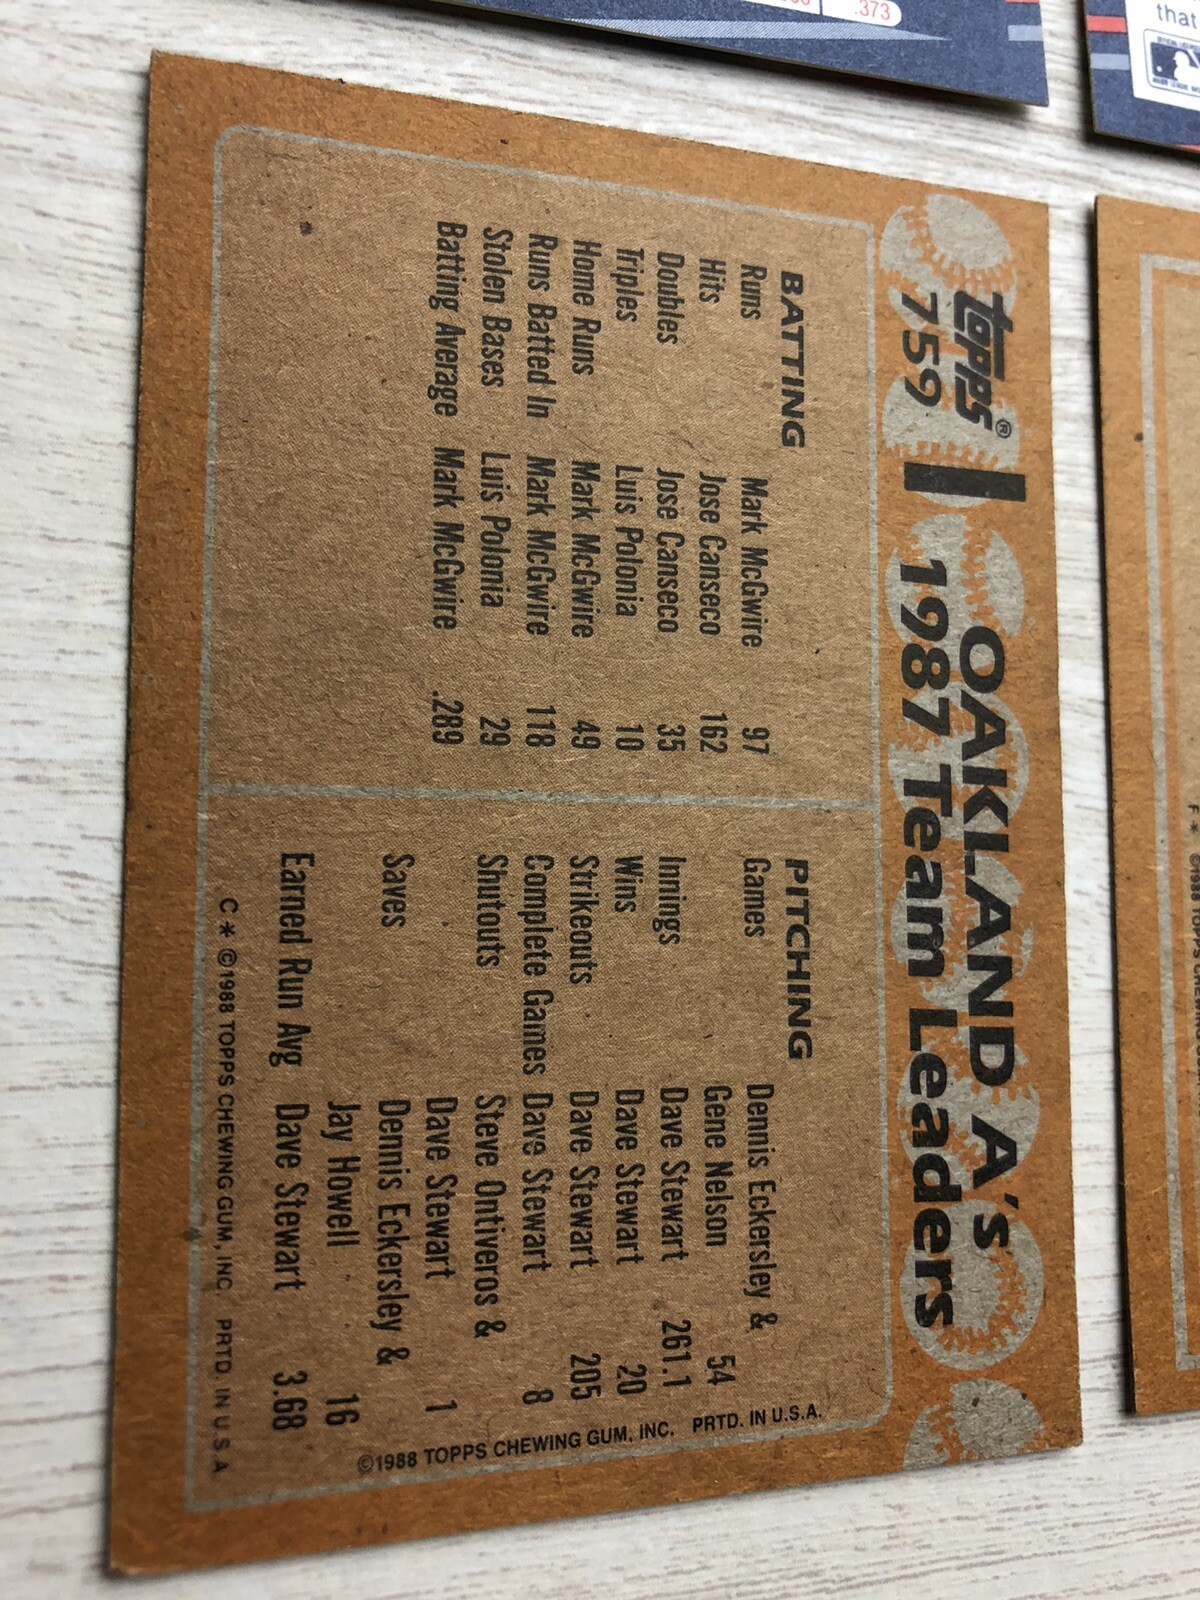 topps®
759
OAKLAND A's
1987 Team Leaders
BATTING
Runs Mark McGwire 97
Hits Jose Canseco 162
Doubles Jose Canseco 35
Triples Luis Polonia 10
Home Runs Mark McGwire 49
Runs Batted In Mark McGwire 118
Stolen Bases Luis Polonia 29
Batting Average Mark McGwire .289
PITCHING
Games Dennis Eckersley &
Gene Nelson 54
Innings Dave Stewart 261.1
Wins Dave Stewart 20
Strikeouts Dave Stewart 205
Complete Games Dave Stewart 8
Shutouts Steve Ontiveros &
Dave Stewart 1
Saves Dennis Eckersley &
Jay Howell 16
Earned Run Avg Dave Stewart 3.68
C * ©1988 TOPPS CHEWING GUM, INC. PRTD. IN U.S.A
©1988 TOPPS CHEWING GUM, INC. PRTD. IN U.S.A.
.373
that